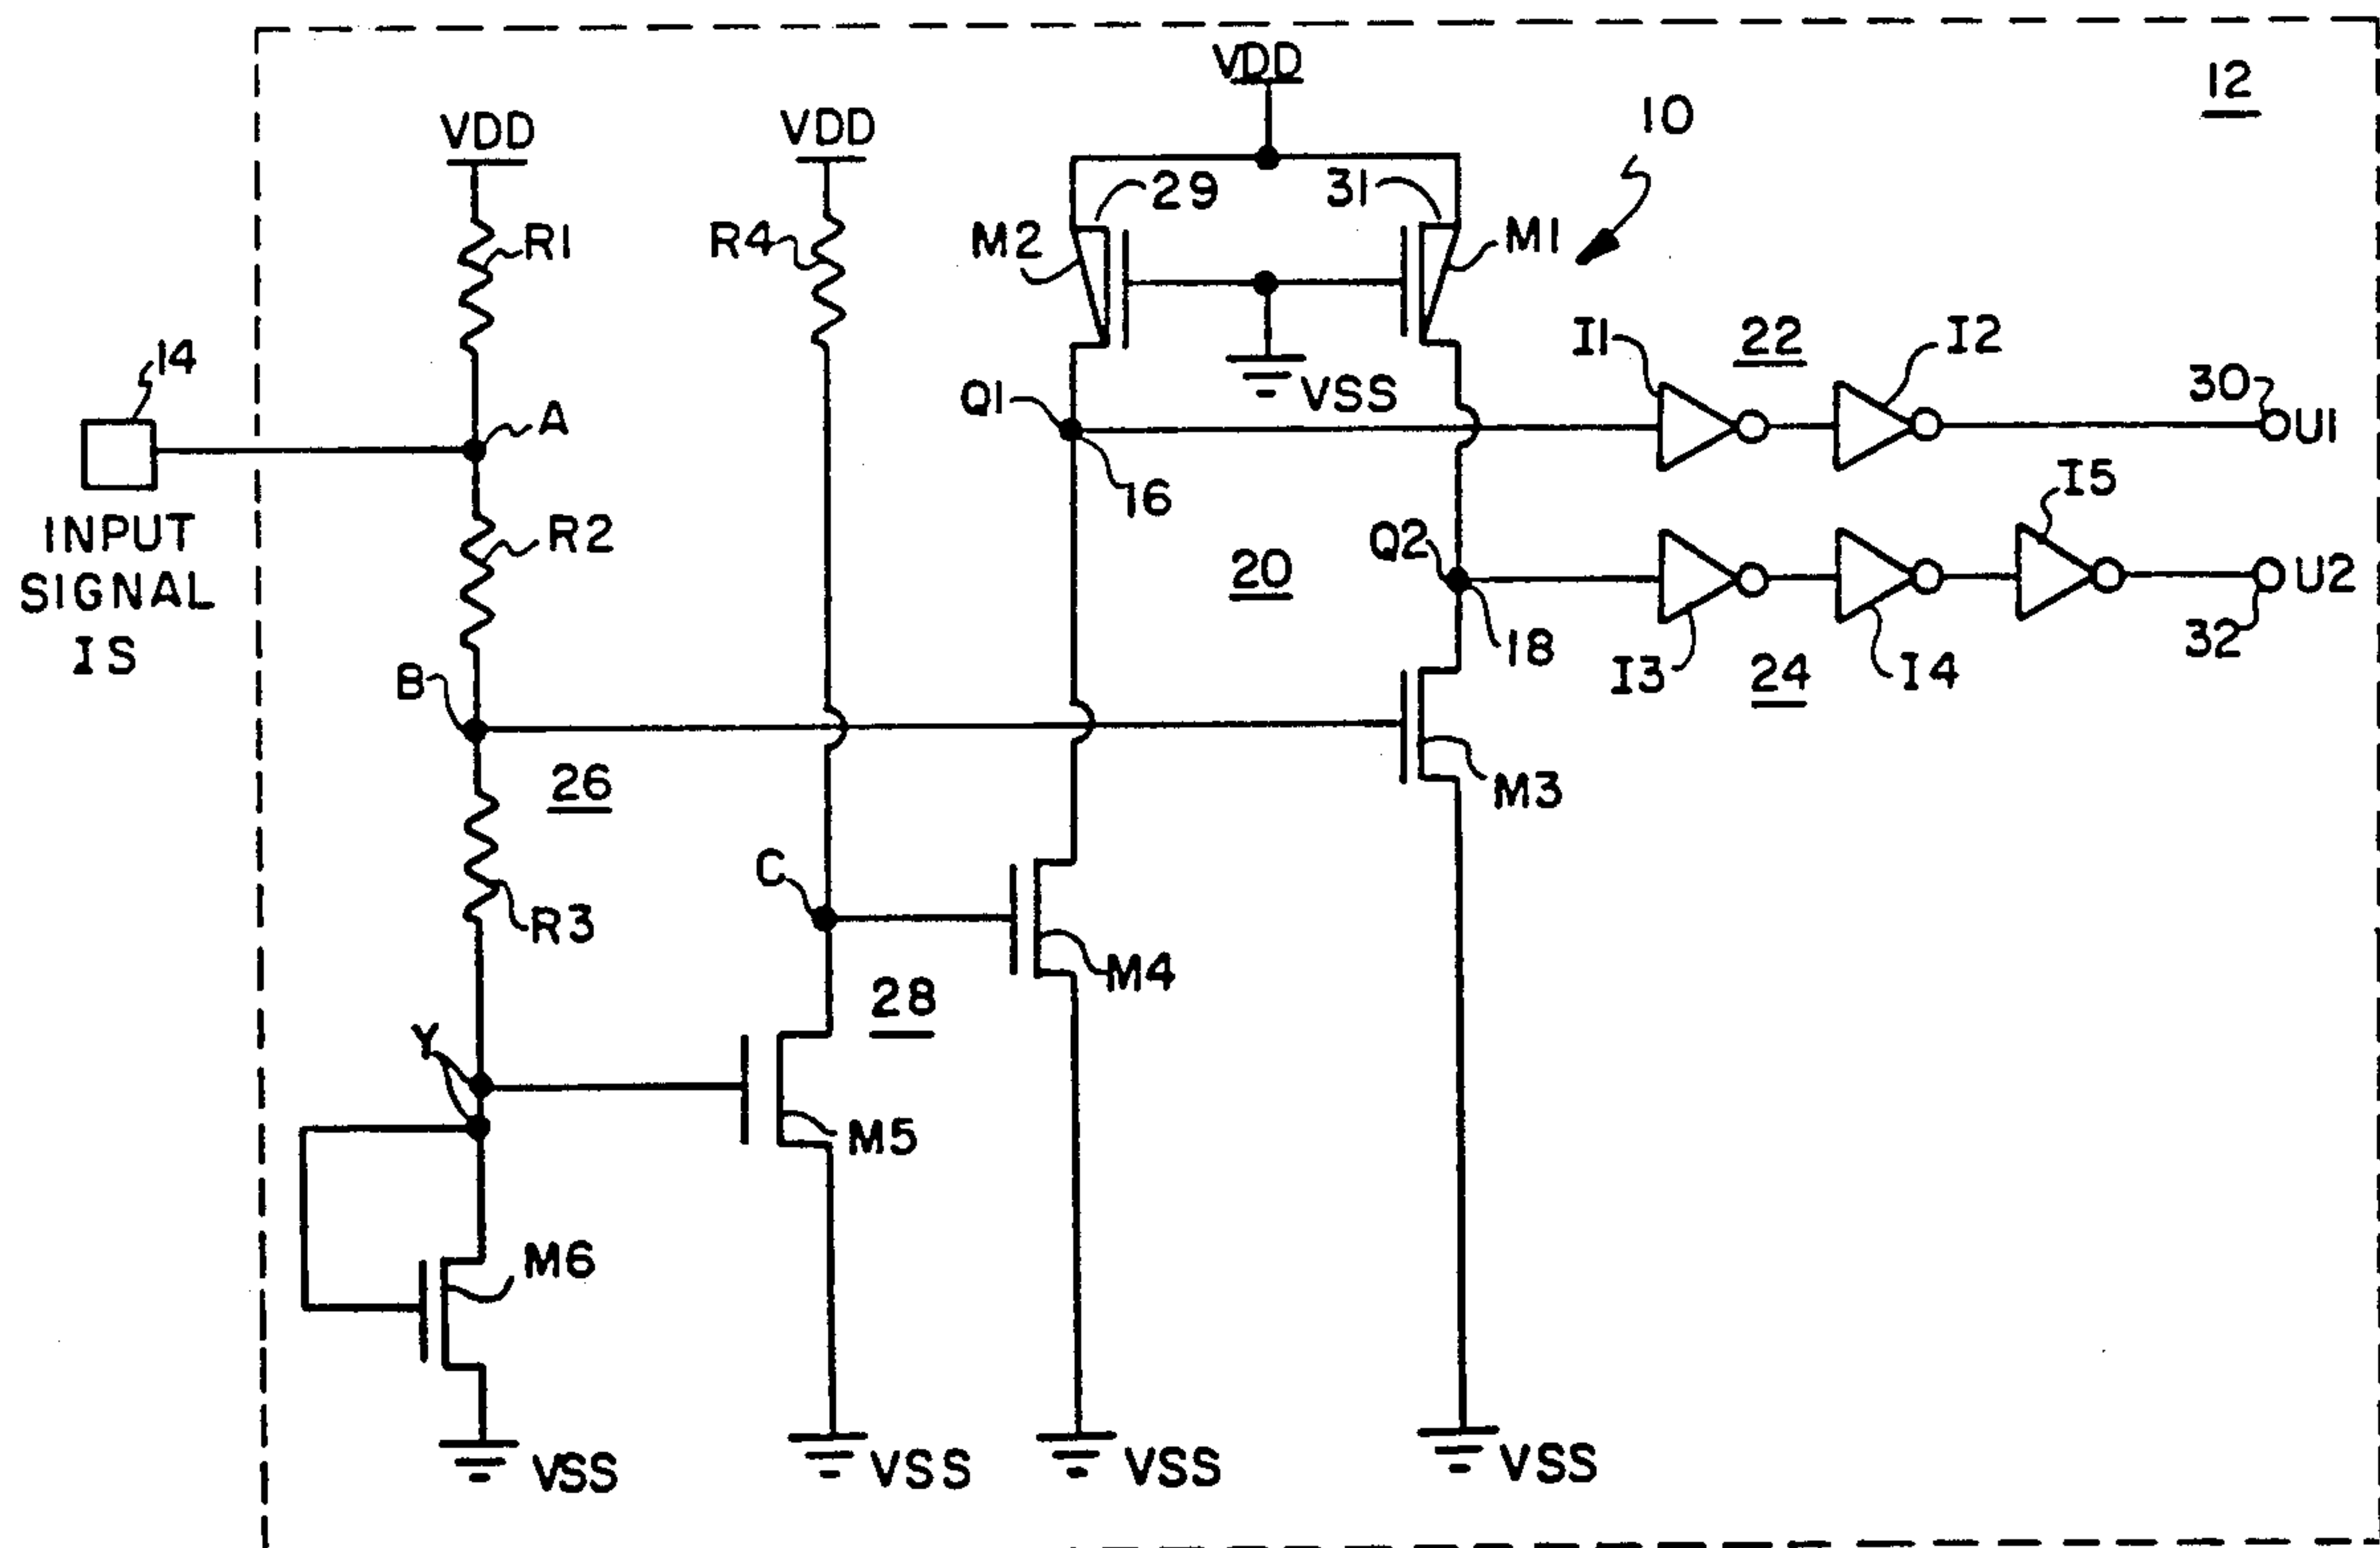 VDD
12
VDD
VDD
10
29
31
R1
R4
M2
M1
I1
22
I2
14
30
A
Q1
VSS
U1
16
I5
INPUT
SIGNAL
IS
R2
20
Q2
U2
18
32
B
I3
24
I4
26
M3
C
R3
M4
28
Y
M5
M6
VSS
VSS
VSS
VSS